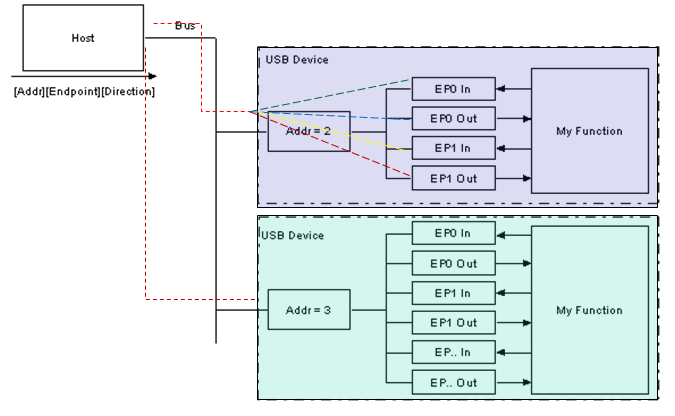 Host
Bus
[Addr][Endpoint][Direction]
USB Device
EP0 In
EP0 Out
Addr = 2
EP1 In
EP1 Out
My Function
USB Device
EP0 In
EP0 Out
EP1 In
Addr = 3
EP1 Out
EP.. In
EP.. Out
My Function